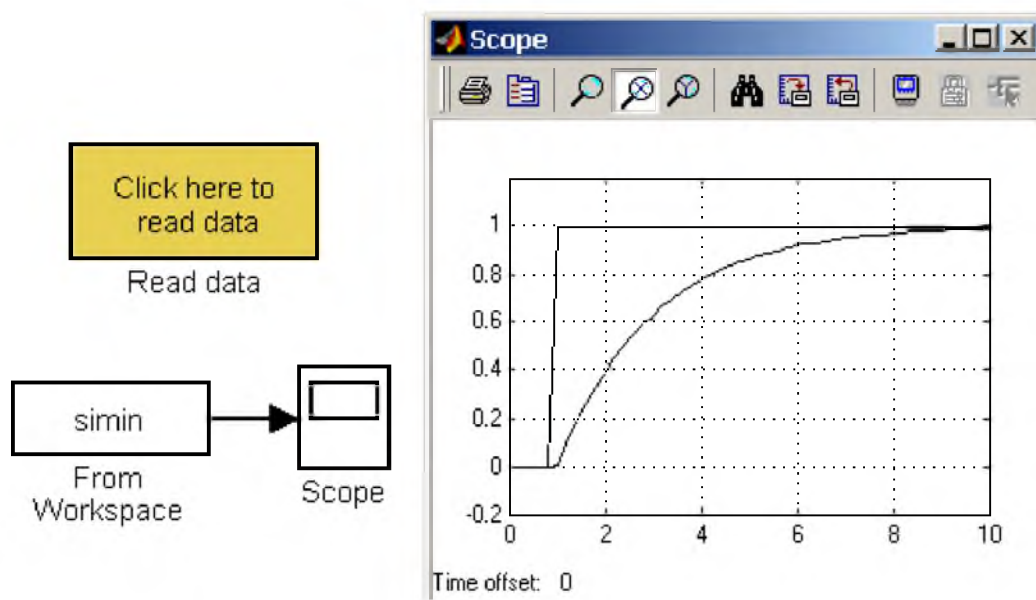 Click here to
read data
Read data
simin
From
Workspace
Scope
Scope
1
0.8
0.6
0.4
0.2
0
-0.2
0 2 4 6 8 10
Time offset: 0